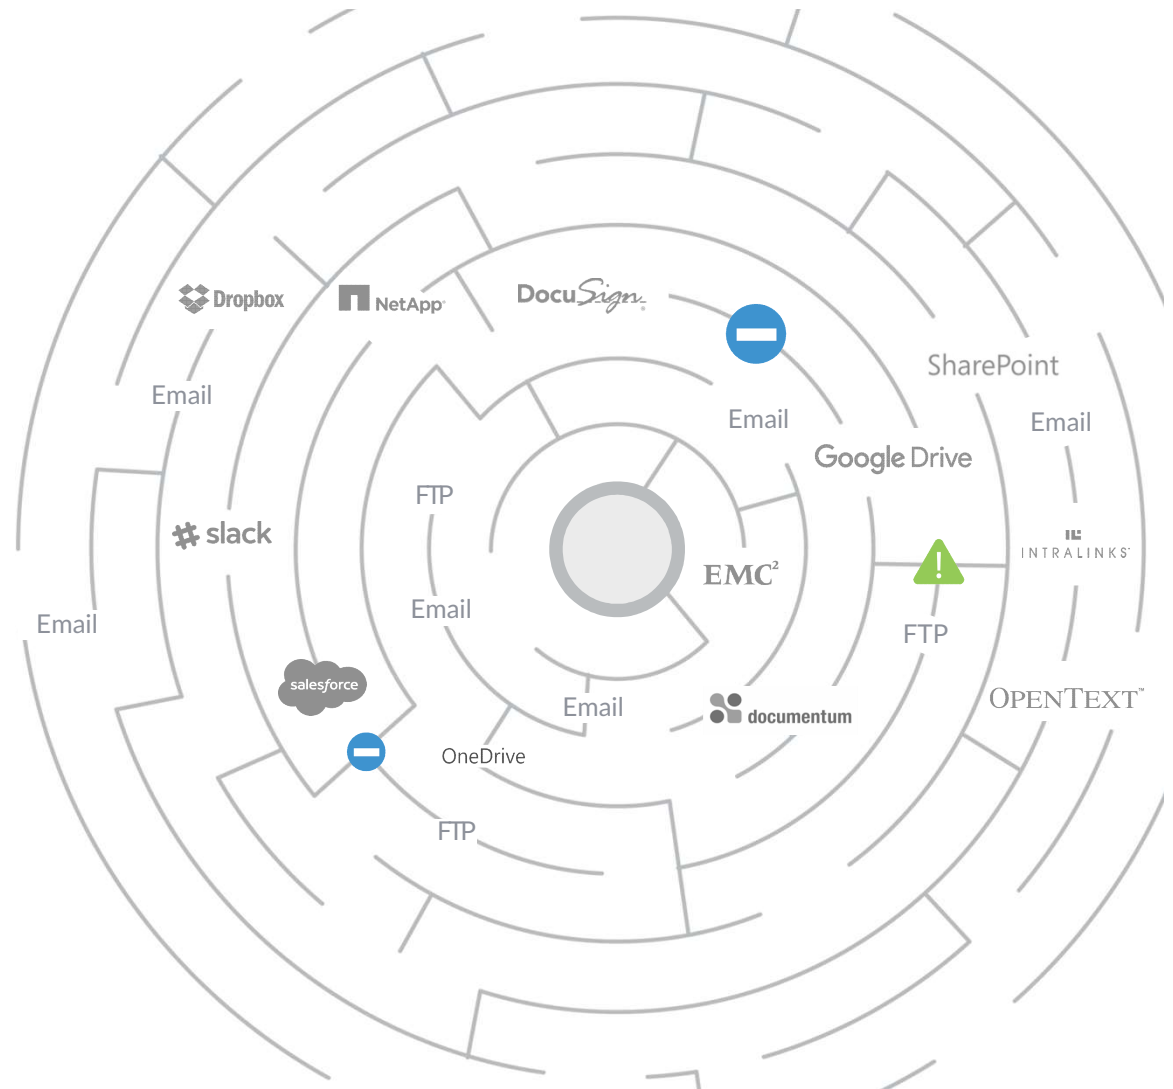 DocuSign
Dropbox
NetApp
SharePoint
Email
Email
Email
Google Drive
FTP
slack
INTRALINKS
EMC²
Email
Email
FTP
salesforce
OPENTEXT™
Email
documentum
OneDrive
FTP